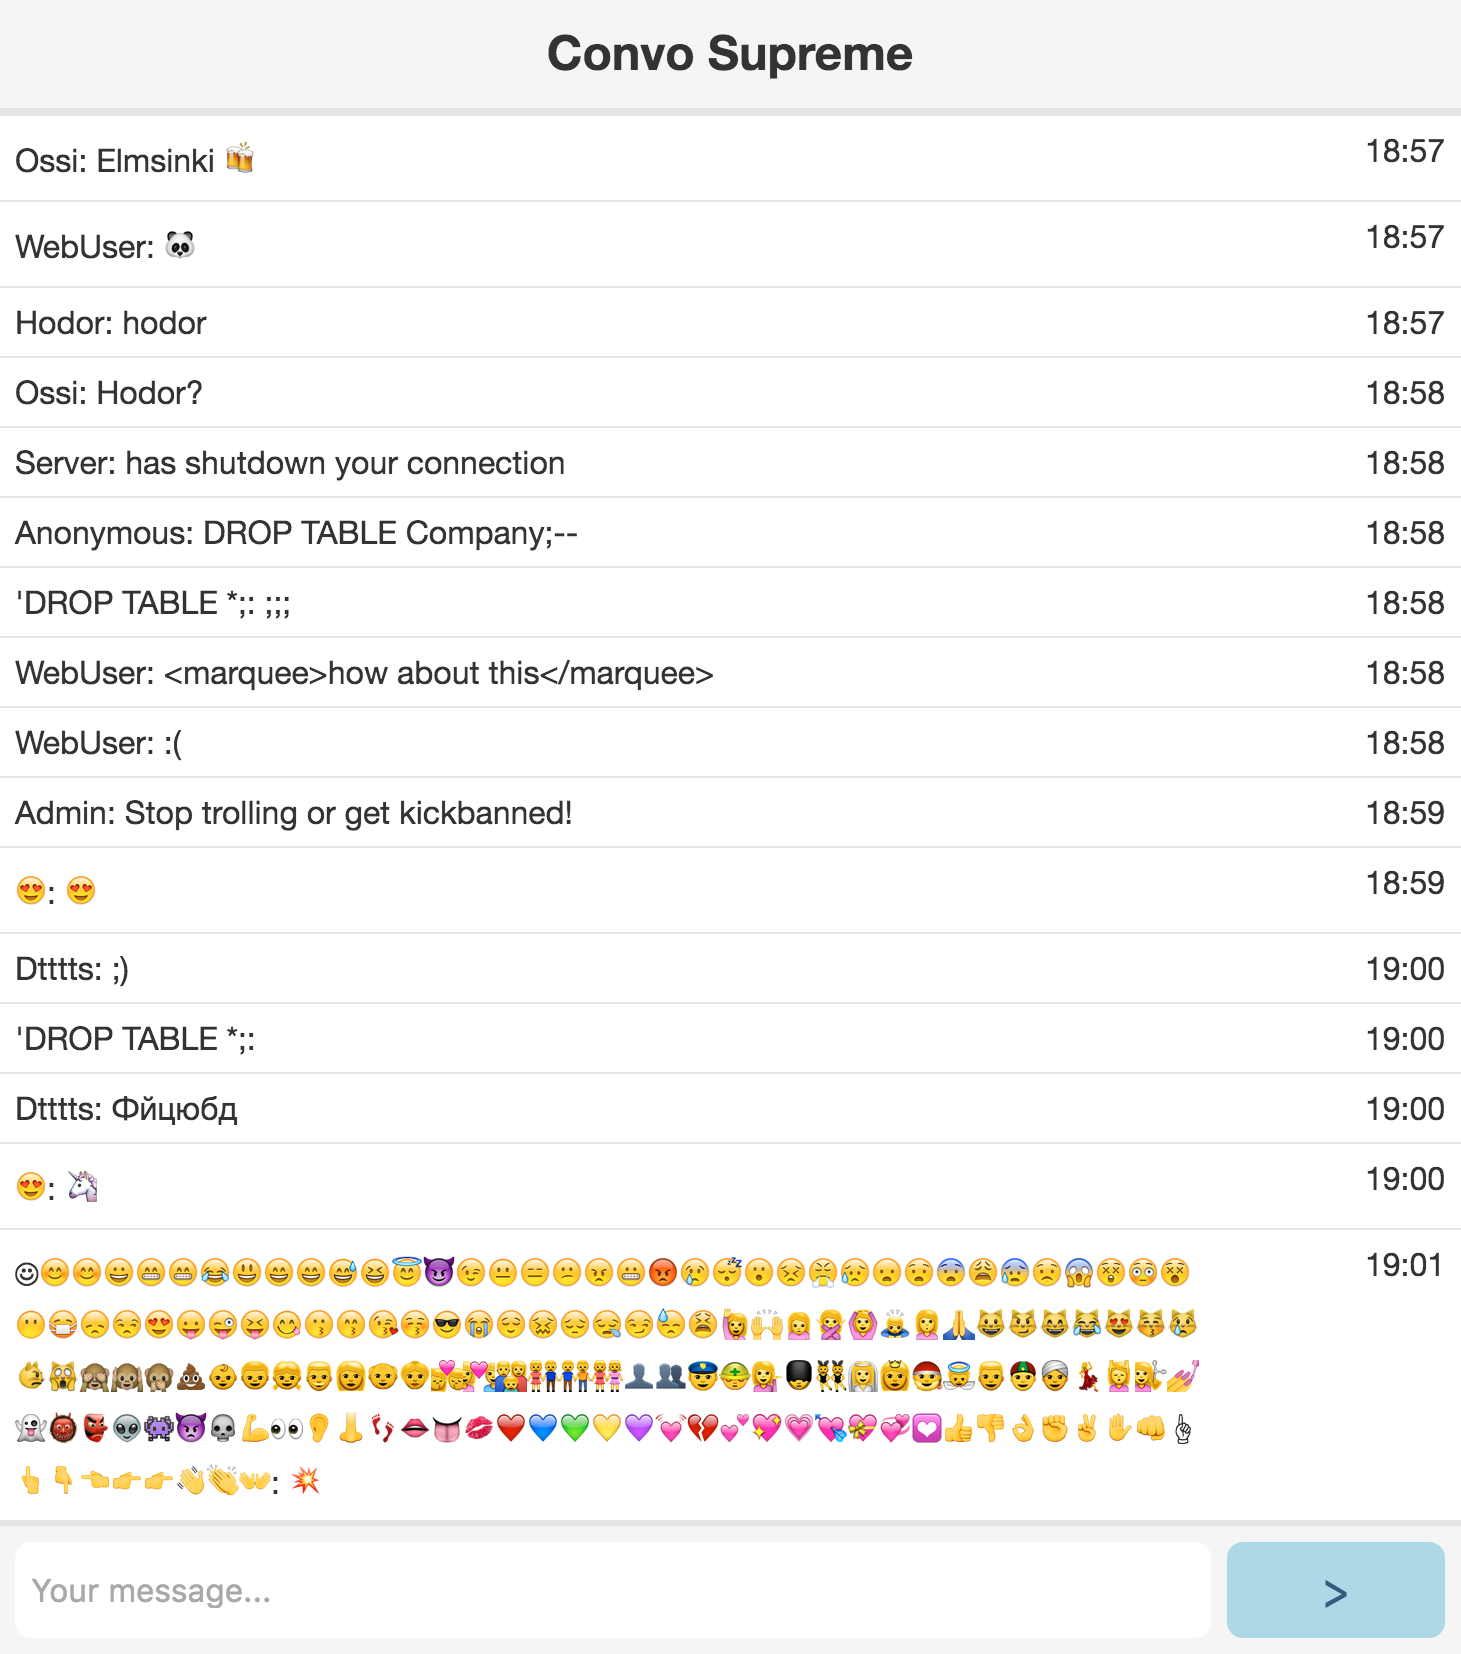 Convo Supreme
Ossi: Elmsinki 🍻 18:57
WebUser: 🐼 18:57
Hodor: hodor 18:57
Ossi: Hodor? 18:58
Server: has shutdown your connection 18:58
Anonymous: DROP TABLE Company;-- 18:58
'DROP TABLE *;: ;;; 18:58
WebUser: <marquee>how about this</marquee> 18:58
WebUser: :( 18:58
Admin: Stop trolling or get kickbanned! 18:59
😍: 😍 18:59
Dtttts: ;) 19:00
'DROP TABLE *;: 19:00
Dtttts: Фйцюбд 19:00
😍: 🦄 19:00
19:01
: 💥
Your message...
>